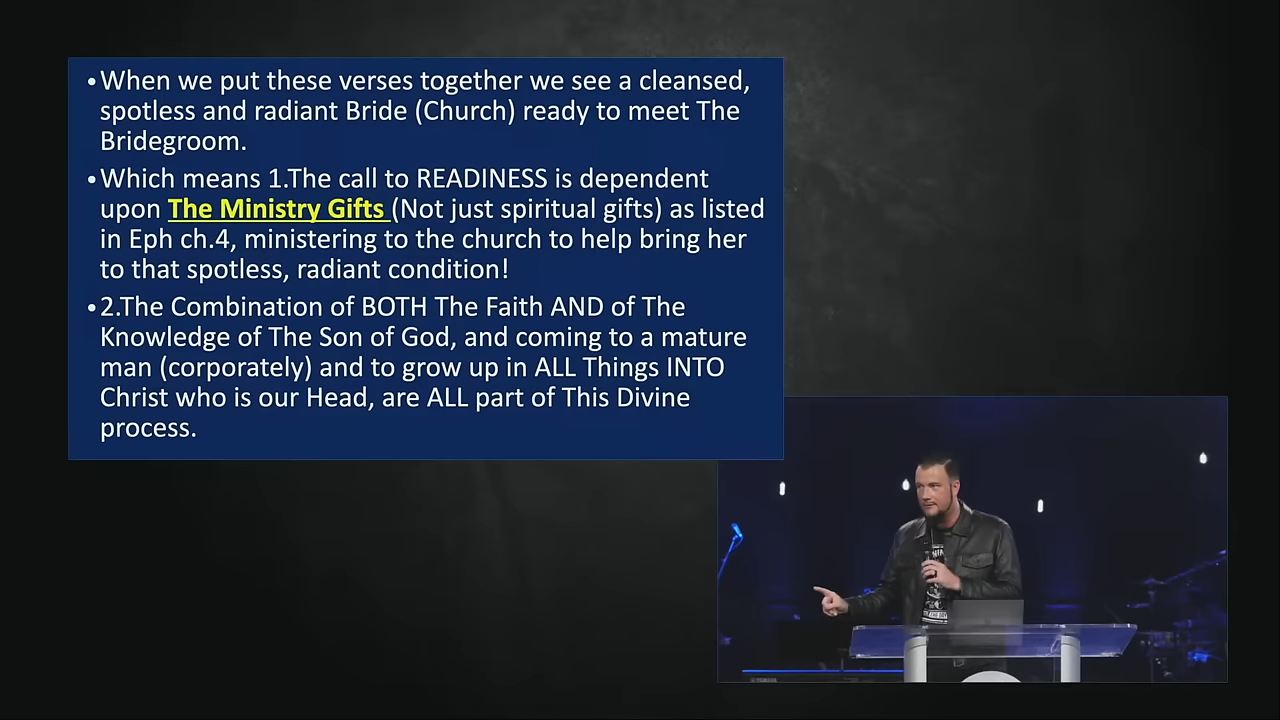 •When we put these verses together we see a cleansed,
spotless and radiant Bride (Church) ready to meet The
Bridegroom.
•Which means 1.The call to READINESS is dependent
upon The Ministry Gifts (Not just spiritual gifts) as listed
in Eph ch.4, ministering to the church to help bring her
to that spotless, radiant condition!
•2.The Combination of BOTH The Faith AND of The
Knowledge of The Son of God, and coming to a mature
man (corporately) and to grow up in ALL Things INTO
Christ who is our Head, are ALL part of This Divine
process.